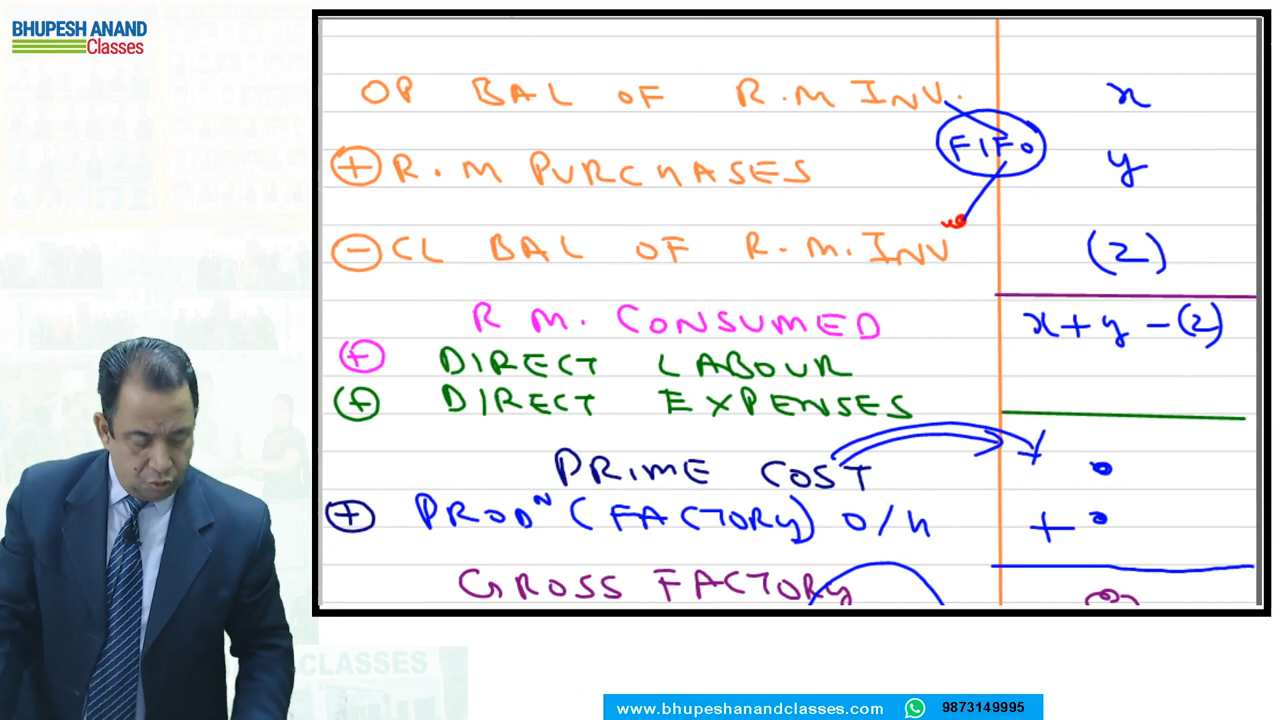 BHUPESH ANAND
Classes
OP BAL OF R.M INV. x
FIFO
+ R.M PURCHASES y
- CL BAL OF R.M. INV (z)
R M. CONSUMED x + y - (z)
+ DIRECT LABOUR
+ DIRECT EXPENSES
PRIME COST +
+ PRODN (FACTORY) O/H +
GROSS FACTORY
CLASSES
www.bhupeshanandclasses.com 9873149995